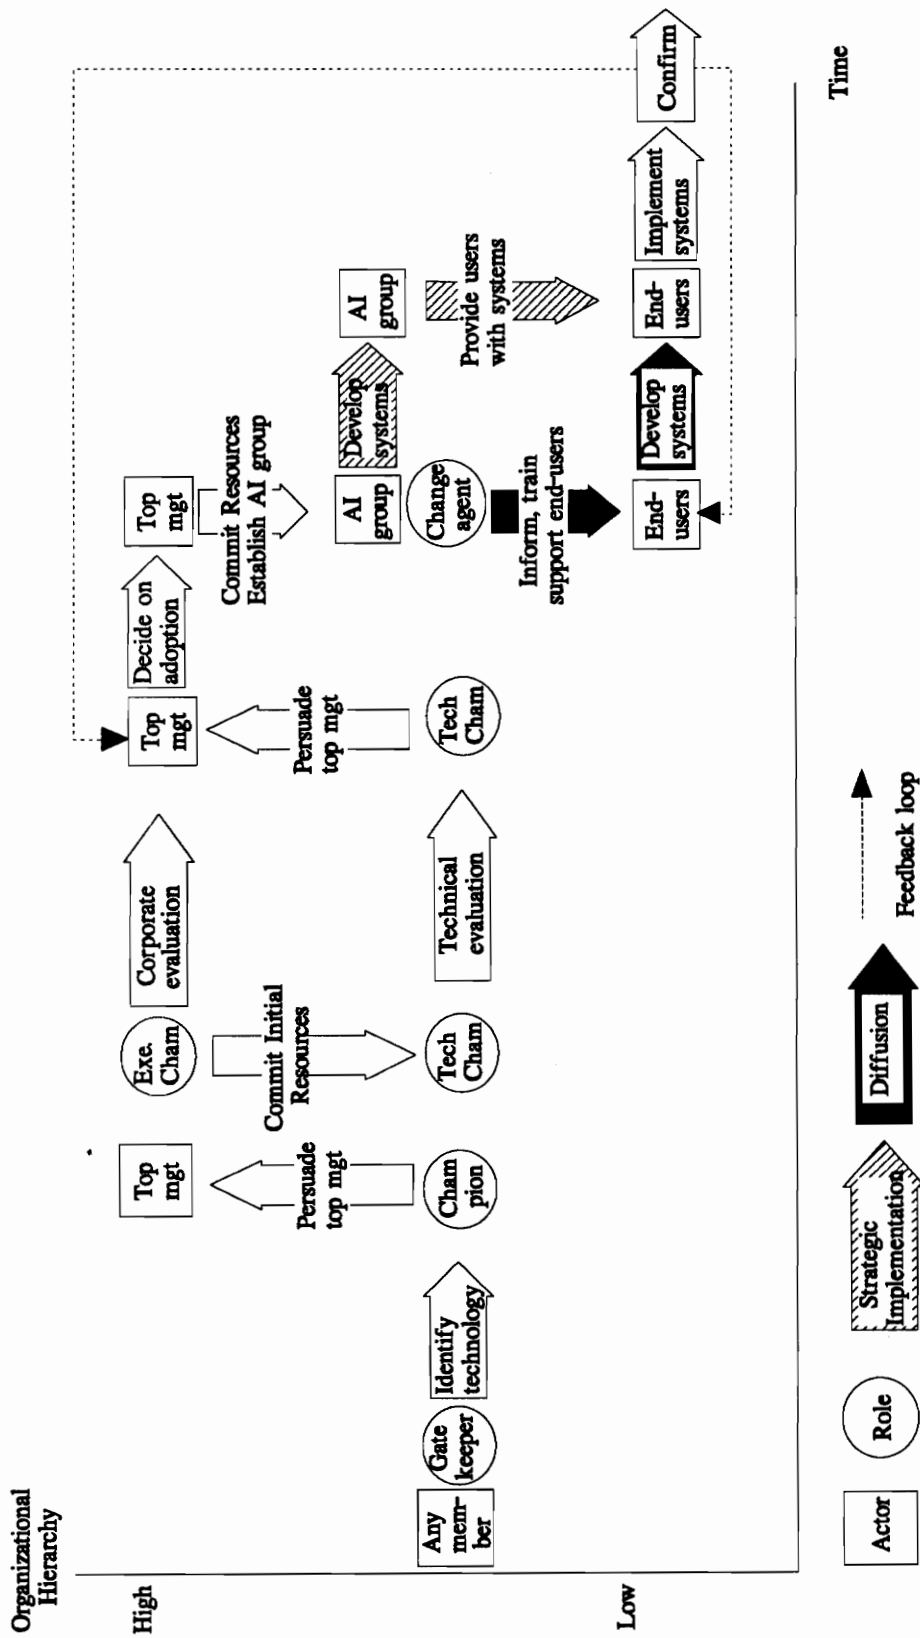 Organizational
Hierarchy
High
Low
Time
Any
mem-
ber
Gate
keeper
Identify
technology
Cham
pion
Persuade
top mgt
Top
mgt
Exe.
Cham
Commit Initial
Resources
Tech
Cham
Corporate
evaluation
Technical
evaluation
Tech
Cham
Persuade
top mgt
Top
mgt
Decide on
adoption
Top
mgt
Commit Resources
Establish AI group
AI
group
Change
agent
Develop
systems
AI
group
Inform, train
support end-users
Provide users
with systems
End-
users
Develop
systems
End-
users
Implement
systems
Confirm
Actor
Role
Strategic
Implementation
Diffusion
Feedback loop